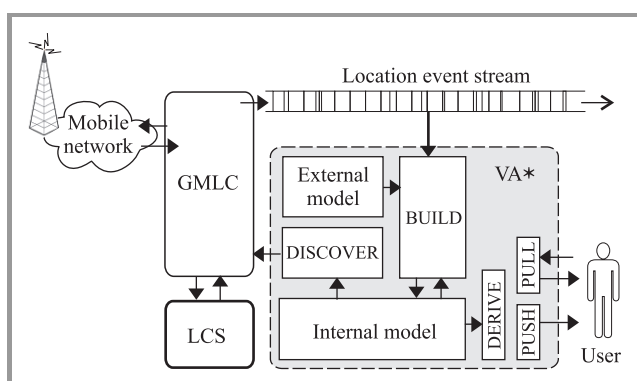 Location event stream
Mobile
network
GMLC
External
model
VA*
BUILD
DISCOVER
PULL
Internal model
DERIVE
PUSH
LCS
User